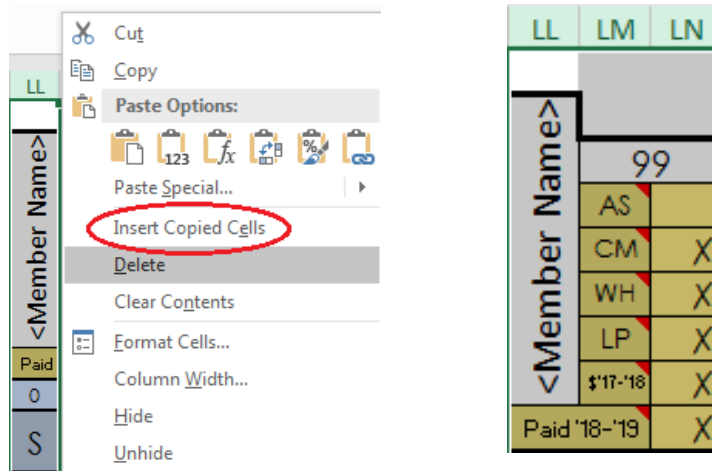 LL
<Member Name>
Paid
0
S
Cut
Copy
Paste Options:
123 fx %
Paste Special...
Insert Copied Cells
Delete
Clear Contents
Format Cells...
Column Width...
Hide
Unhide
LL LM LN
<Member Name>
99
AS
CM X
WH X
LP X
$'17-'18 X
Paid '18-'19 X